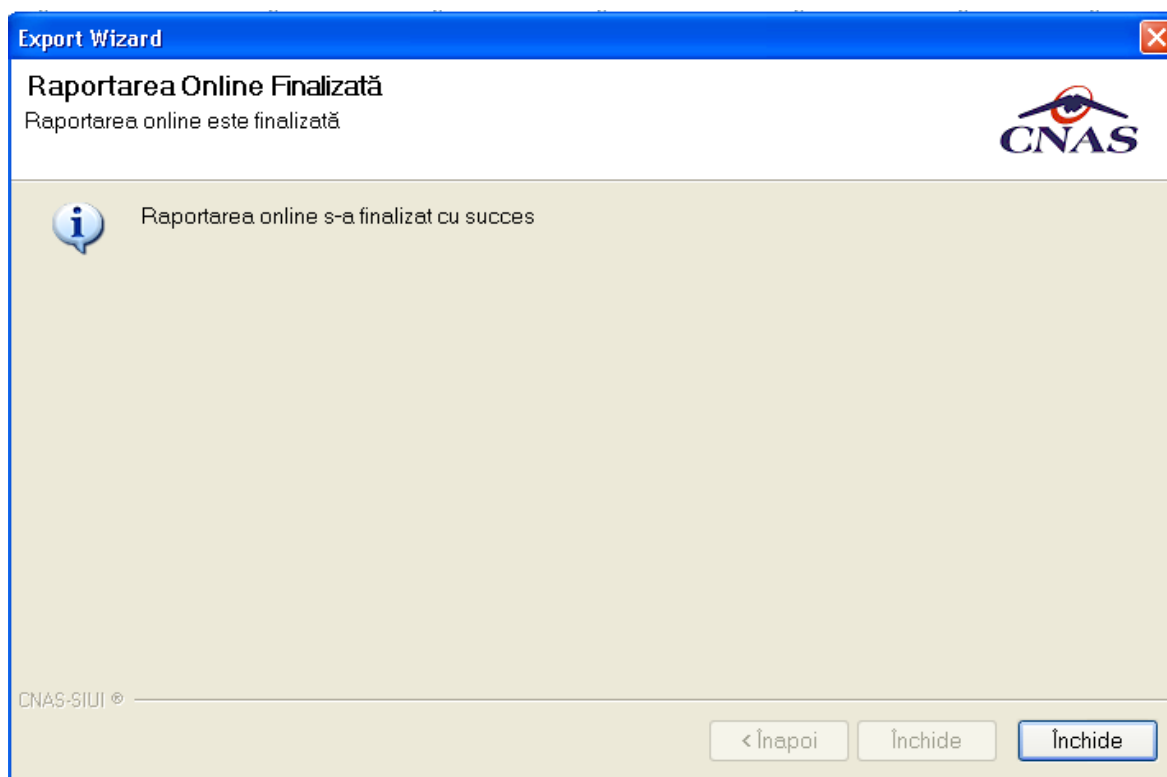 Export Wizard
Raportarea Online Finalizată
Raportarea online este finalizată
CNAS
Raportarea online s-a finalizat cu succes
CNAS-SIUI ®
< Înapoi
Închide
Închide